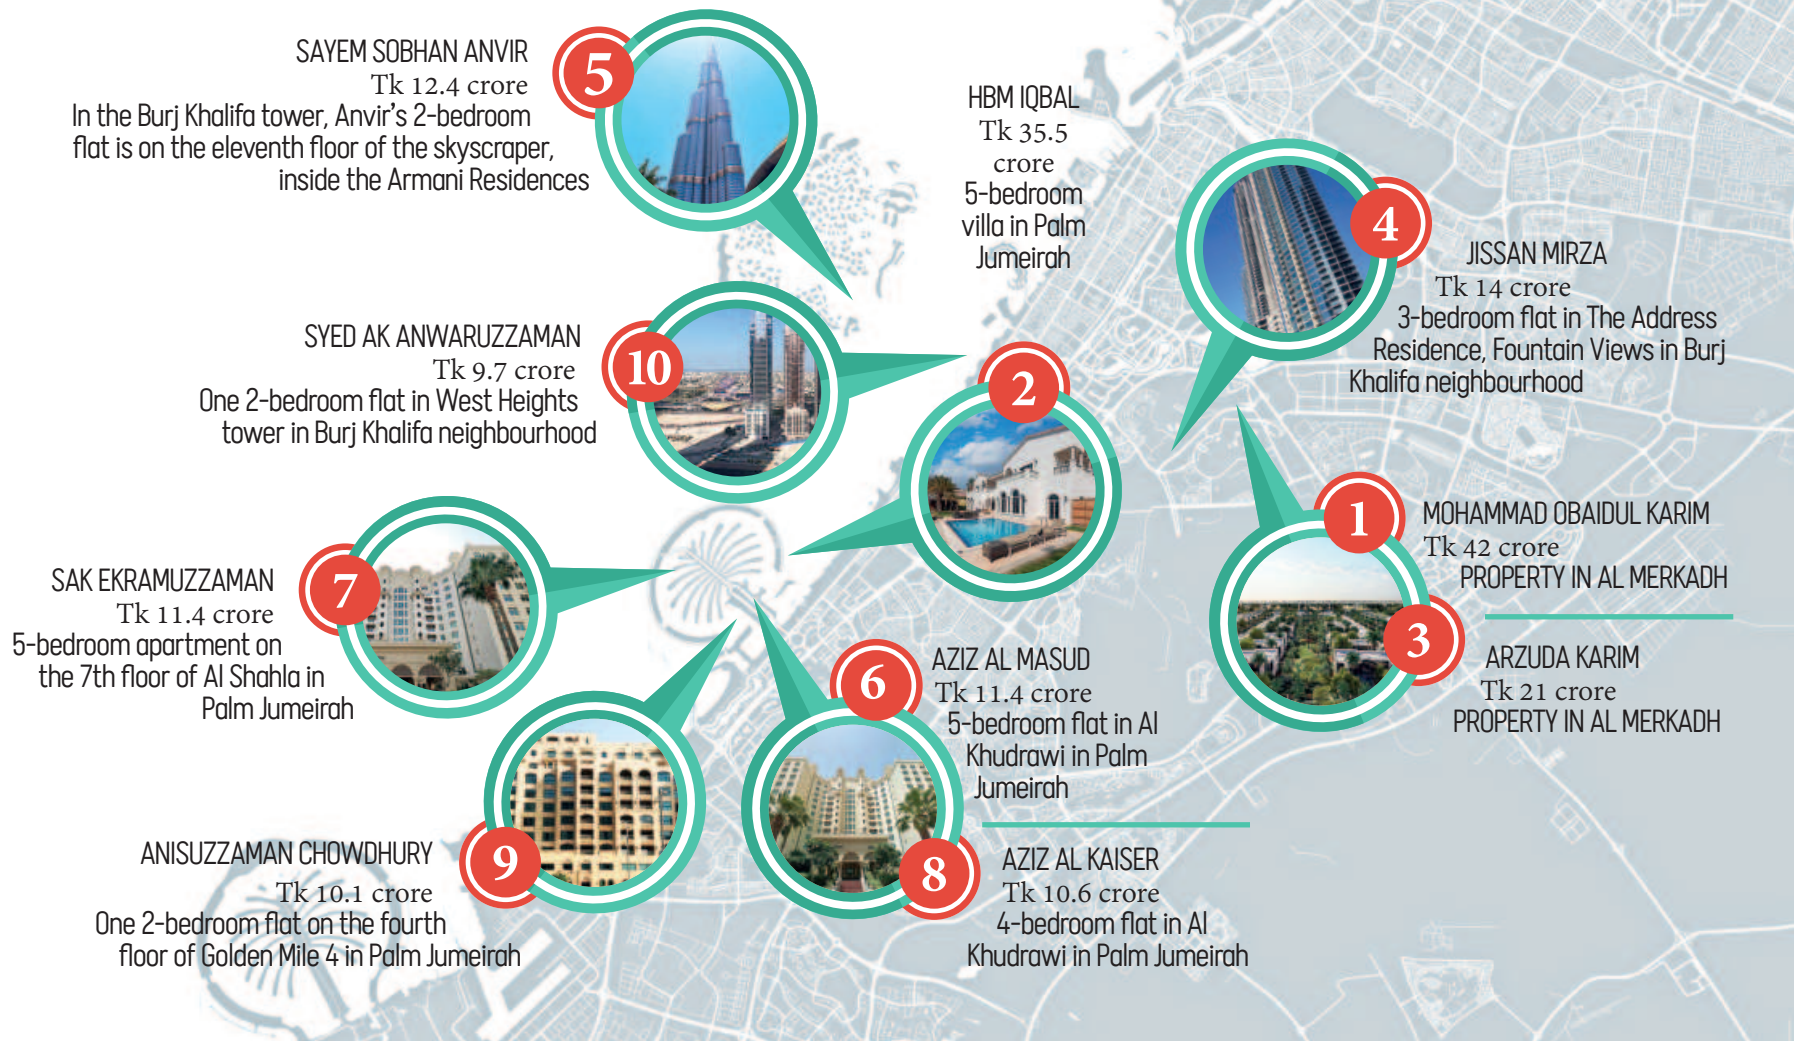 SAYEM SOBHAN ANVIR
Tk 12.4 crore
In the Burj Khalifa tower, Anvir's 2-bedroom
flat is on the eleventh floor of the skyscraper,
inside the Armani Residences
5
HBM IQBAL
Tk 35.5
crore
5-bedroom
villa in Palm
Jumeirah
2
4
JISSAN MIRZA
Tk 14 crore
3-bedroom flat in The Address
Residence, Fountain Views in Burj
Khalifa neighbourhood
SYED AK ANWARUZZAMAN
Tk 9.7 crore
One 2-bedroom flat in West Heights
tower in Burj Khalifa neighbourhood
10
1
MOHAMMAD OBAIDUL KARIM
Tk 42 crore
PROPERTY IN AL MERKADH
3
ARZUDA KARIM
Tk 21 crore
PROPERTY IN AL MERKADH
SAK EKRAMUZZAMAN
Tk 11.4 crore
5-bedroom apartment on
the 7th floor of Al Shahla in
Palm Jumeirah
7
6
AZIZ AL MASUD
Tk 11.4 crore
5-bedroom flat in Al
Khudrawi in Palm
Jumeirah
8
AZIZ AL KAISER
Tk 10.6 crore
4-bedroom flat in Al
Khudrawi in Palm Jumeirah
ANISUZZAMAN CHOWDHURY
Tk 10.1 crore
One 2-bedroom flat on the fourth
floor of Golden Mile 4 in Palm Jumeirah
9